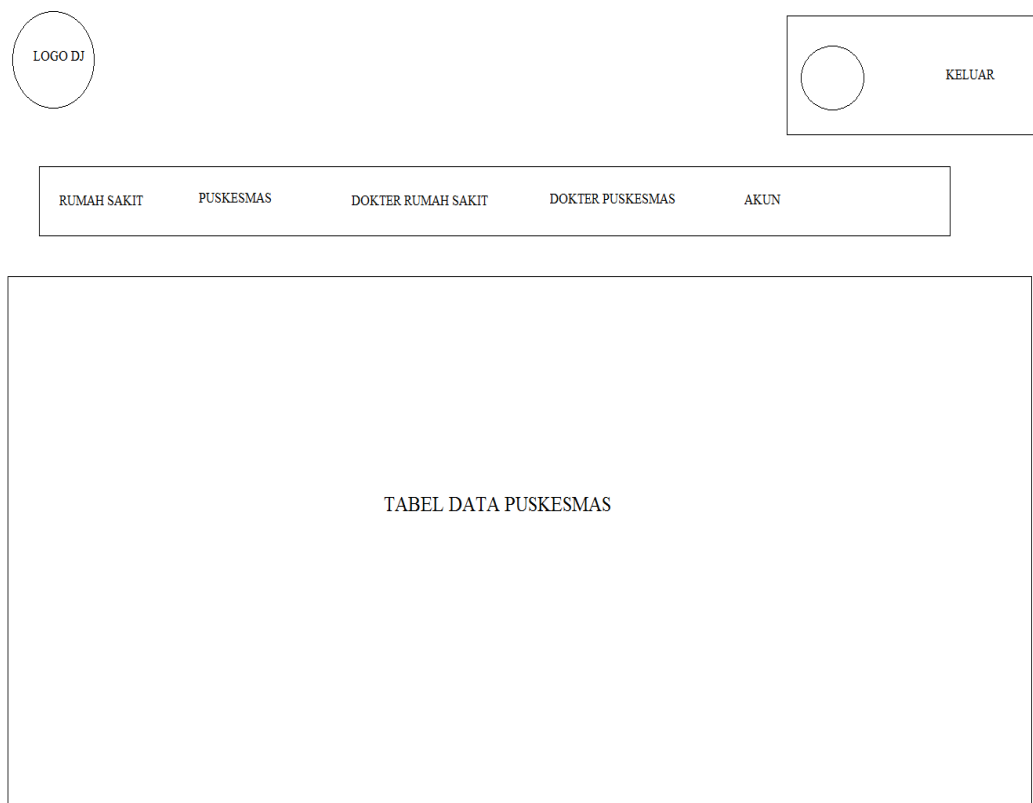 LOGO DJ
KELUAR
RUMAH SAKIT
PUSKESMAS
DOKTER RUMAH SAKIT
DOKTER PUSKESMAS
AKUN
TABEL DATA PUSKESMAS